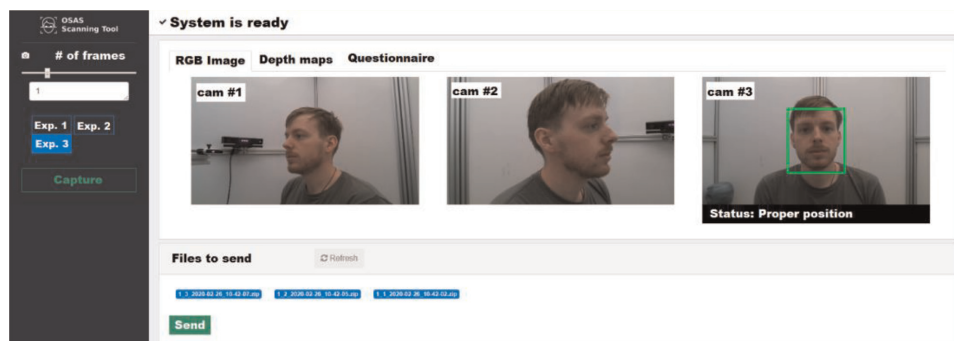 OSAS
Scanning Tool
# of frames
1
Exp. 1 Exp. 2
Exp. 3
Capture
✓ System is ready
RGB Image Depth maps Questionnaire
cam #1
cam #2
cam #3
Status: Proper position
Files to send
Refresh
Send